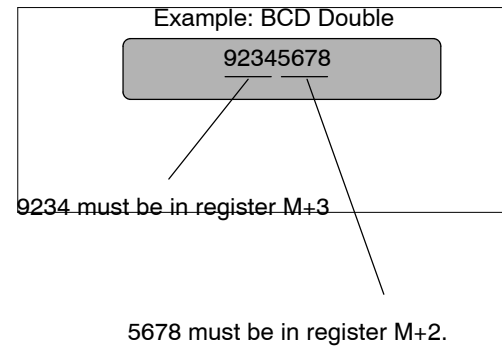 Example: BCD Double
92345678
9234 must be in register M+3
5678 must be in register M+2.